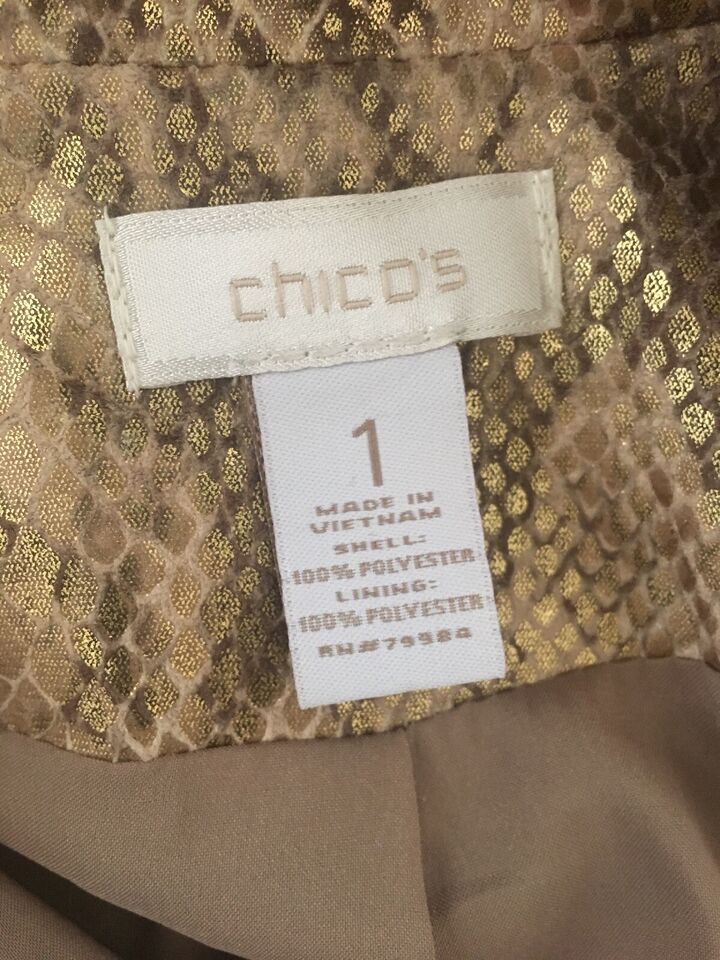 chico's
1
MADE IN
VIETNAM
SHELL:
100% POLYESTER
LINING:
100% POLYESTER
RN#79984